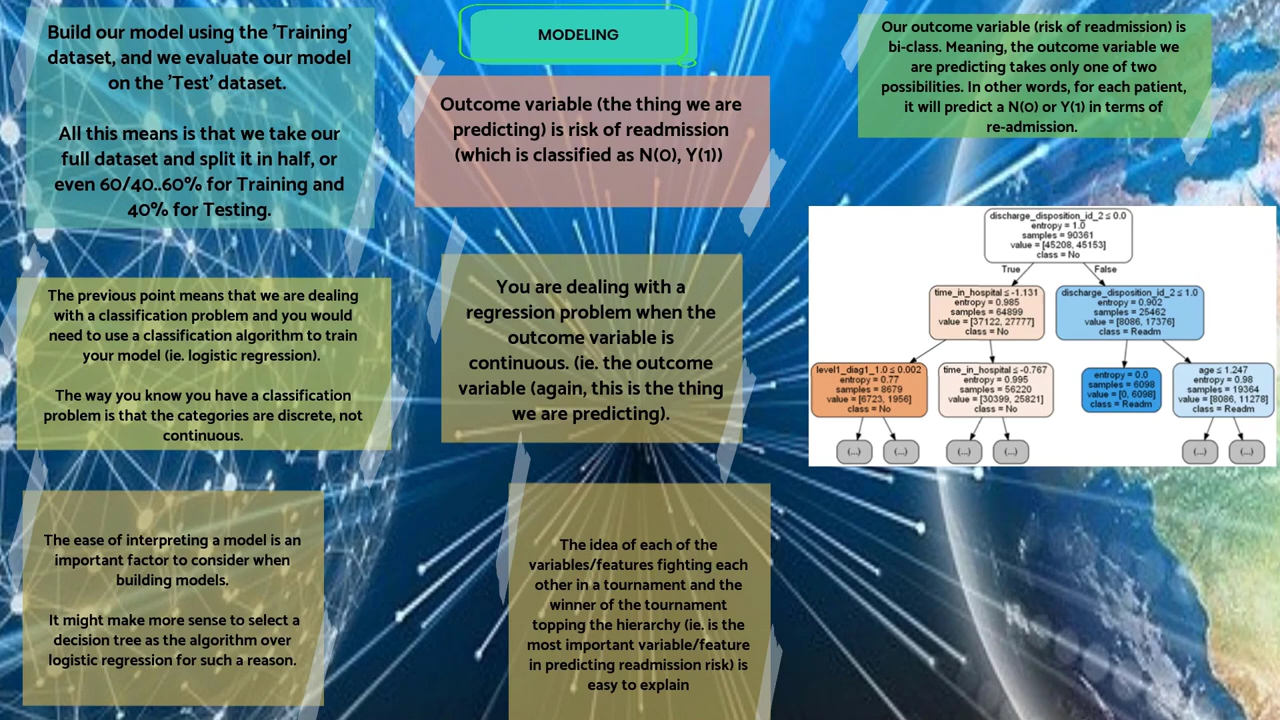 Build our model using the 'Training'
dataset, and we evaluate our model
on the 'Test' dataset.
All this means is that we take our
full dataset and split it in half, or
even 60/40..60% for Training and
40% for Testing.
MODELING
Outcome variable (the thing we are
predicting) is risk of readmission
(which is classified as N(0), Y(1))
Our outcome variable (risk of readmission) is
bi-class. Meaning, the outcome variable we
are predicting takes only one of two
possibilities. In other words, for each patient,
it will predict a N(0) or Y(1) in terms of
re-admission.
The previous point means that we are dealing
with a classification problem and you would
need to use a classification algorithm to train
your model (ie. logistic regression).
The way you know you have a classification
problem is that the categories are discrete, not
continuous.
You are dealing with a
regression problem when the
outcome variable is
continuous. (ie. the outcome
variable (again, this is the thing
we are predicting).
discharge_disposition_id_2 ≤ 0.0
entropy = 1.0
samples = 90361
value = [45208, 45153]
class = No
True
False
time_in_hospital ≤ -1.131
entropy = 0.985
samples = 64899
value = [37122, 27777]
class = No
discharge_disposition_id_2 ≤ 1.0
entropy = 0.902
samples = 25462
value = [8086, 17376]
class = Readm
level1_diag1_1.0 ≤ 0.002
entropy = 0.77
samples = 8679
value = [6723, 1956]
class = No
time_in_hospital ≤ -0.767
entropy = 0.995
samples = 56220
value = [30399, 25821]
class = No
entropy = 0.0
samples = 6098
value = [0, 6098]
class = Readm
age ≤ 1.247
entropy = 0.98
samples = 19364
value = [8086, 11278]
class = Readm
(...)
(...)
(...)
(...)
(...)
(...)
The ease of interpreting a model is an
important factor to consider when
building models.
It might make more sense to select a
decision tree as the algorithm over
logistic regression for such a reason.
The idea of each of the
variables/features fighting each
other in a tournament and the
winner of the tournament
topping the hierarchy (ie. is the
most important variable/feature
in predicting readmission risk) is
easy to explain